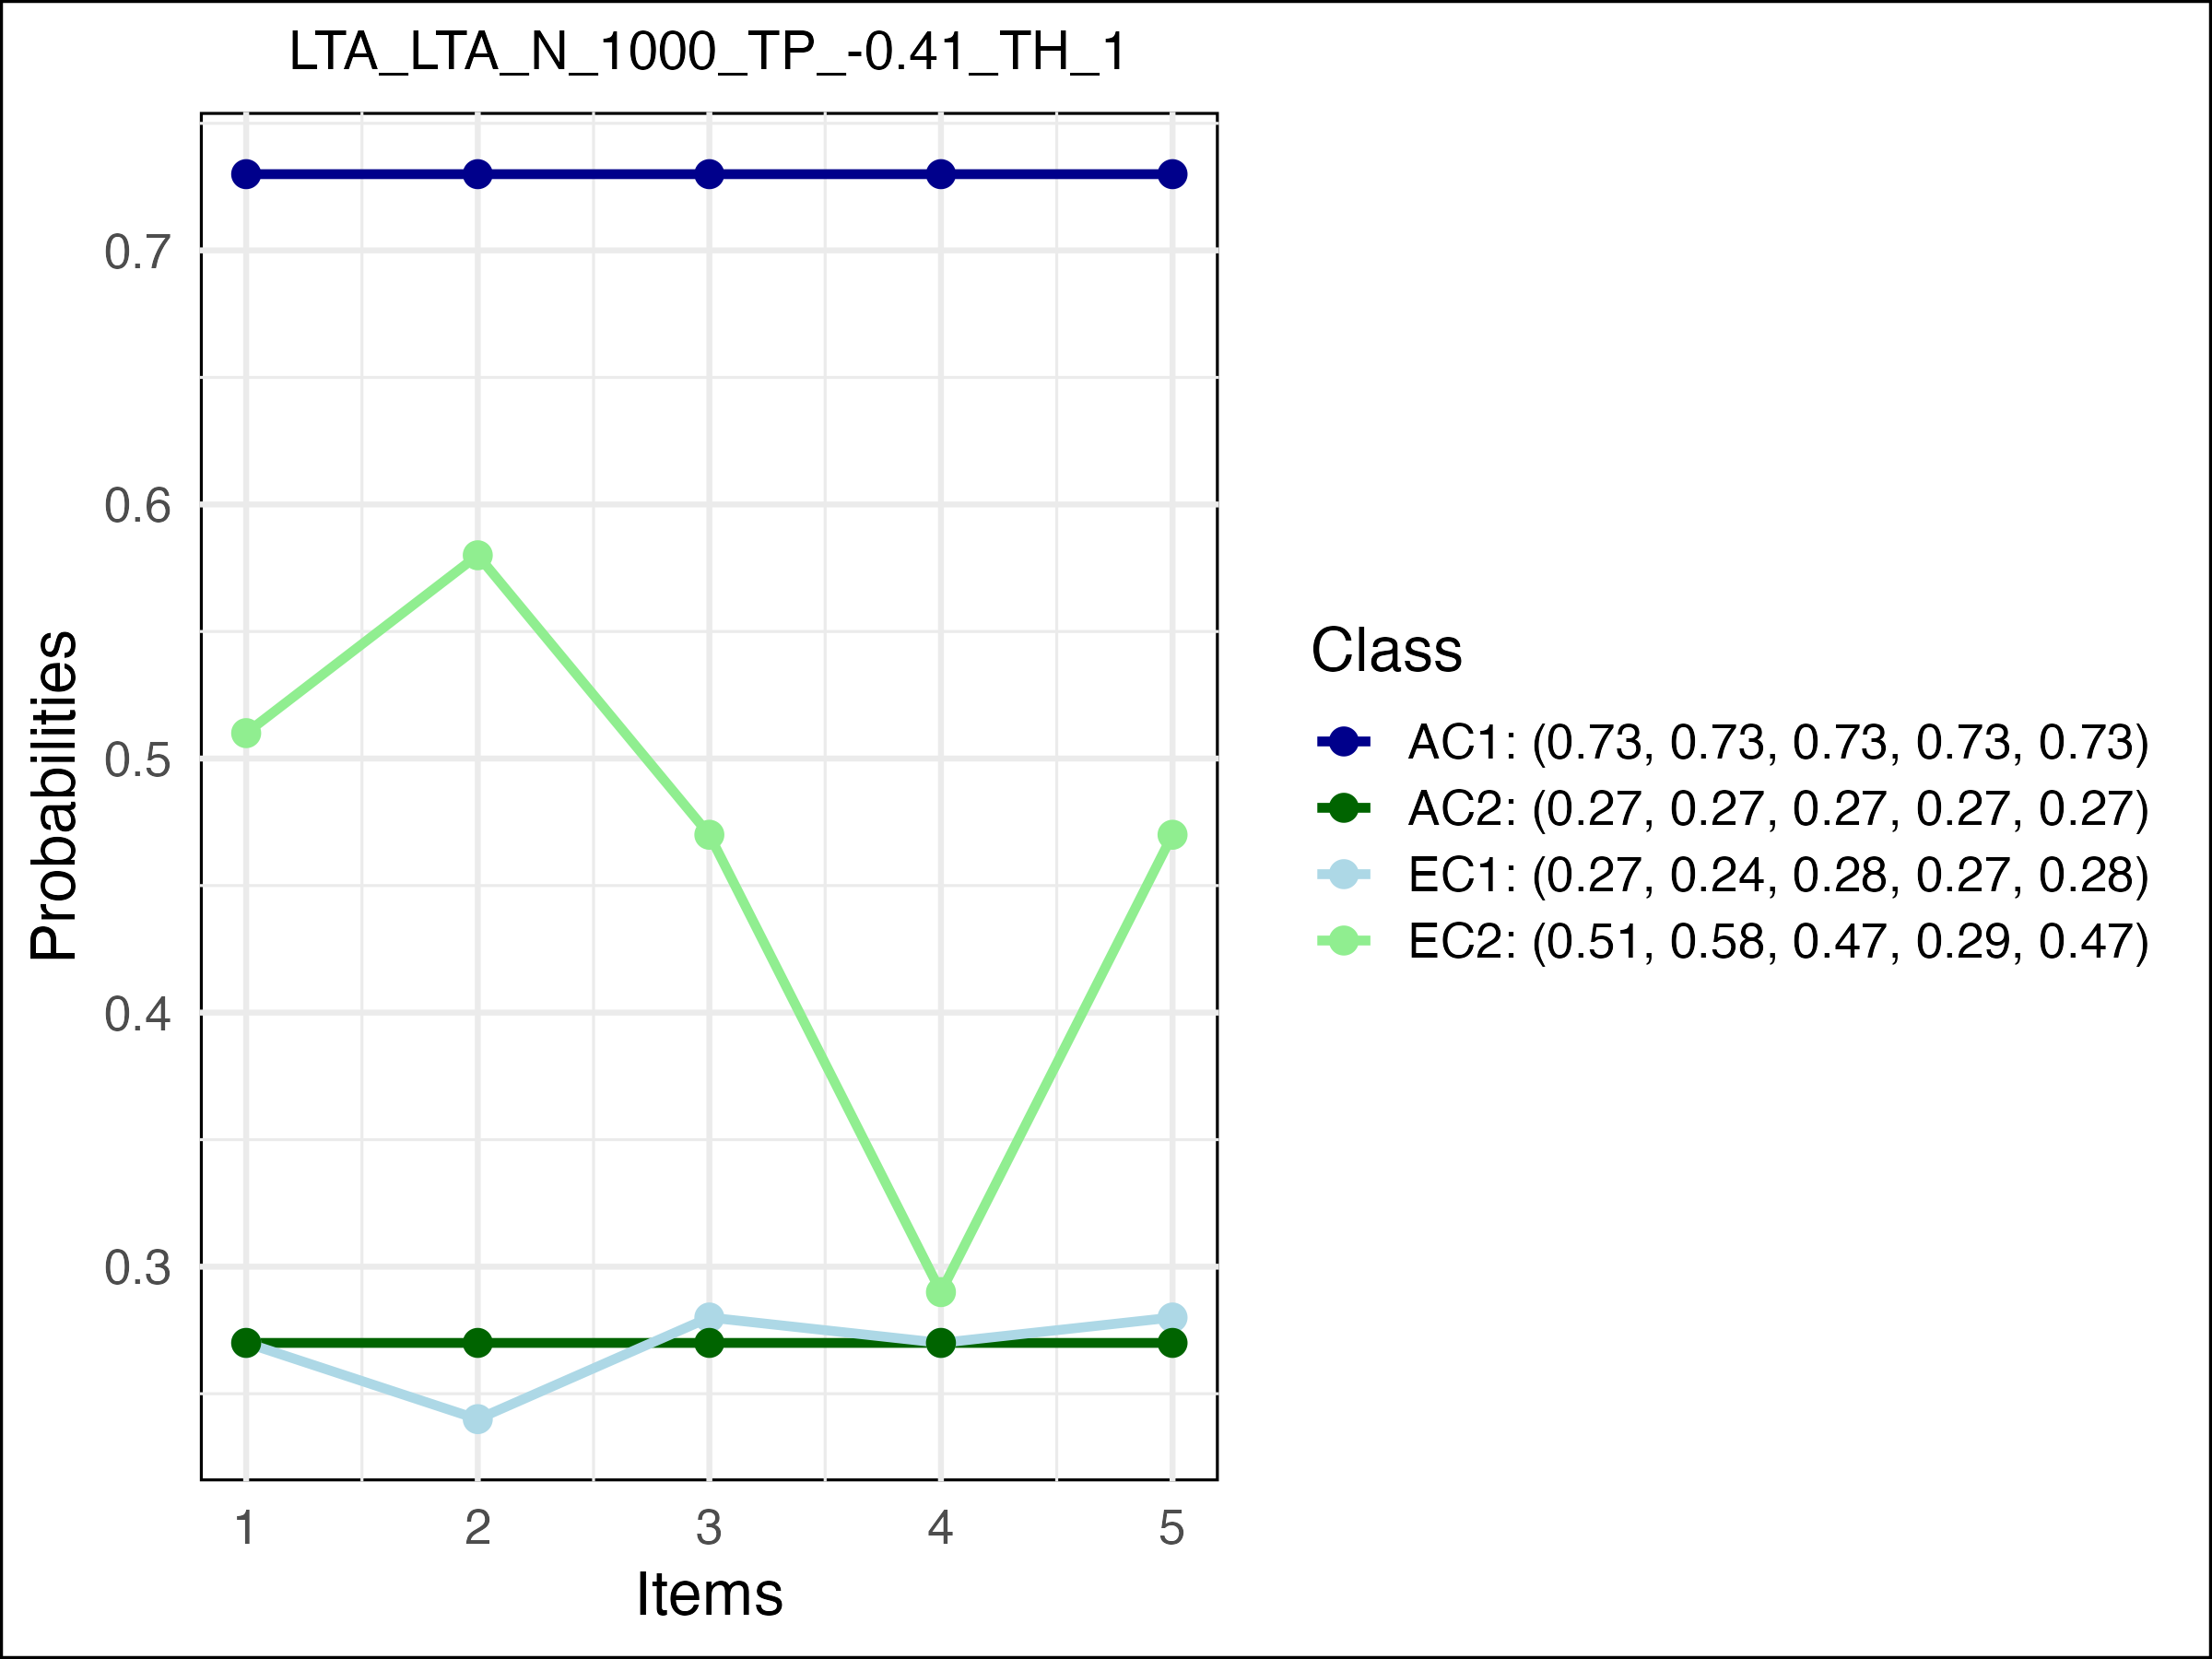 LTA_LTA_N_1000_TP_-0.41_TH_1
0.7
0.6
0.5
0.4
0.3
Probabilities
1 2 3 4 5
Items
Class
AC1: (0.73, 0.73, 0.73, 0.73, 0.73)
AC2: (0.27, 0.27, 0.27, 0.27, 0.27)
EC1: (0.27, 0.24, 0.28, 0.27, 0.28)
EC2: (0.51, 0.58, 0.47, 0.29, 0.47)